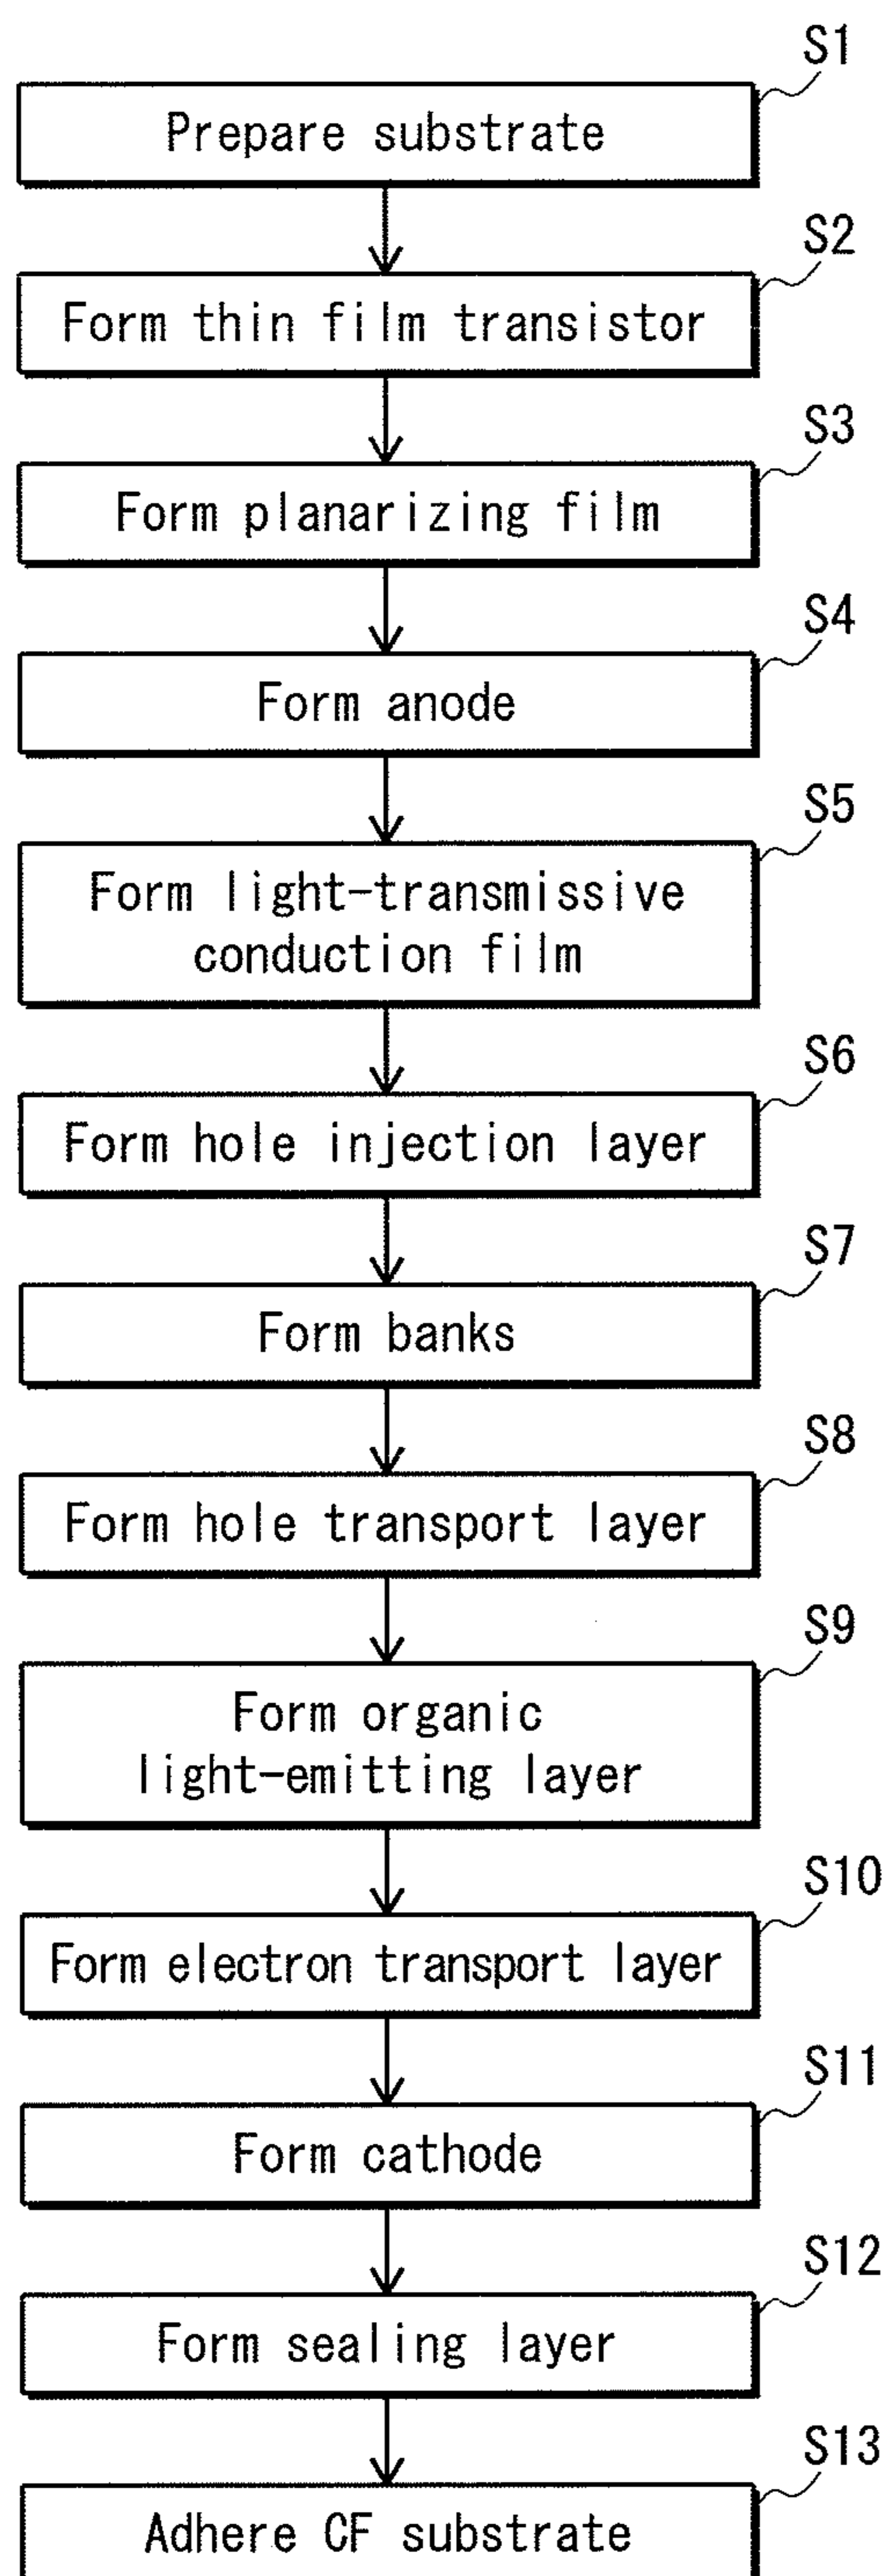 S1
Prepare substrate
S2
Form thin film transistor
S3
Form planarizing film
S4
Form anode
S5
Form light-transmissive
conduction film
S6
Form hole injection layer
S7
Form banks
S8
Form hole transport layer
S9
Form organic
light-emitting layer
S10
Form electron transport layer
S11
Form cathode
S12
Form sealing layer
S13
Adhere CF substrate